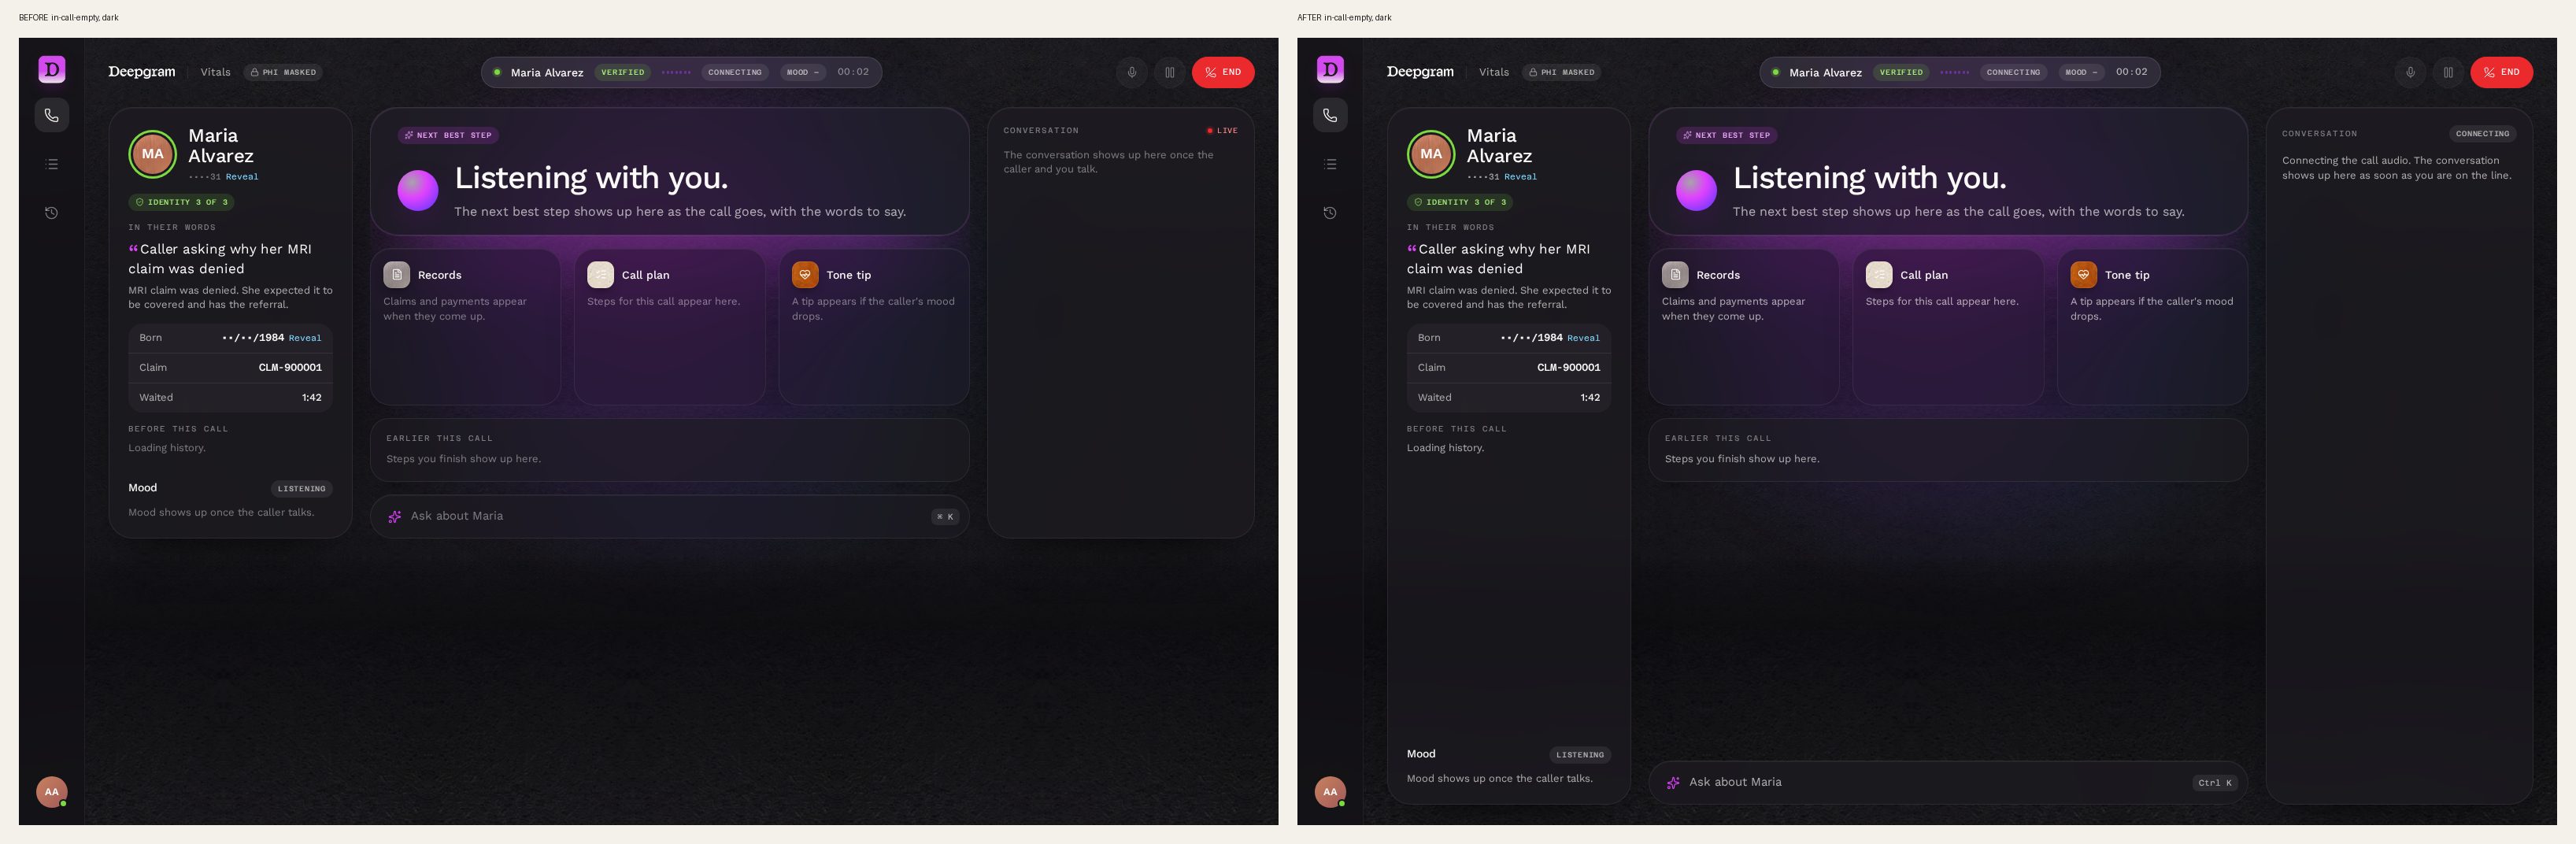 BEFORE in-call-empty, dark
D
Deepgram
Vitals
PHI MASKED
Maria Alvarez
VERIFIED
CONNECTING
MOOD –
00:02
END
MA
Maria
Alvarez
····31 Reveal
IDENTITY 3 OF 3
IN THEIR WORDS
“Caller asking why her MRI
claim was denied
MRI claim was denied. She expected it to
be covered and has the referral.
Born ••/••/1984 Reveal
Claim CLM-900001
Waited 1:42
BEFORE THIS CALL
Loading history.
Mood LISTENING
Mood shows up once the caller talks.
NEXT BEST STEP
Listening with you.
The next best step shows up here as the call goes, with the words to say.
Records
Claims and payments appear
when they come up.
Call plan
Steps for this call appear here.
Tone tip
A tip appears if the caller's mood
drops.
EARLIER THIS CALL
Steps you finish show up here.
Ask about Maria
⌘ K
CONVERSATION
LIVE
The conversation shows up here once the
caller and you talk.
AA
AFTER in-call-empty, dark
D
Deepgram
Vitals
PHI MASKED
Maria Alvarez
VERIFIED
CONNECTING
MOOD –
00:02
END
MA
Maria
Alvarez
····31 Reveal
IDENTITY 3 OF 3
IN THEIR WORDS
“Caller asking why her MRI
claim was denied
MRI claim was denied. She expected it to
be covered and has the referral.
Born ••/••/1984 Reveal
Claim CLM-900001
Waited 1:42
BEFORE THIS CALL
Loading history.
Mood LISTENING
Mood shows up once the caller talks.
NEXT BEST STEP
Listening with you.
The next best step shows up here as the call goes, with the words to say.
Records
Claims and payments appear
when they come up.
Call plan
Steps for this call appear here.
Tone tip
A tip appears if the caller's mood
drops.
EARLIER THIS CALL
Steps you finish show up here.
Ask about Maria
Ctrl K
CONVERSATION
CONNECTING
Connecting the call audio. The conversation
shows up here as soon as you are on the line.
AA